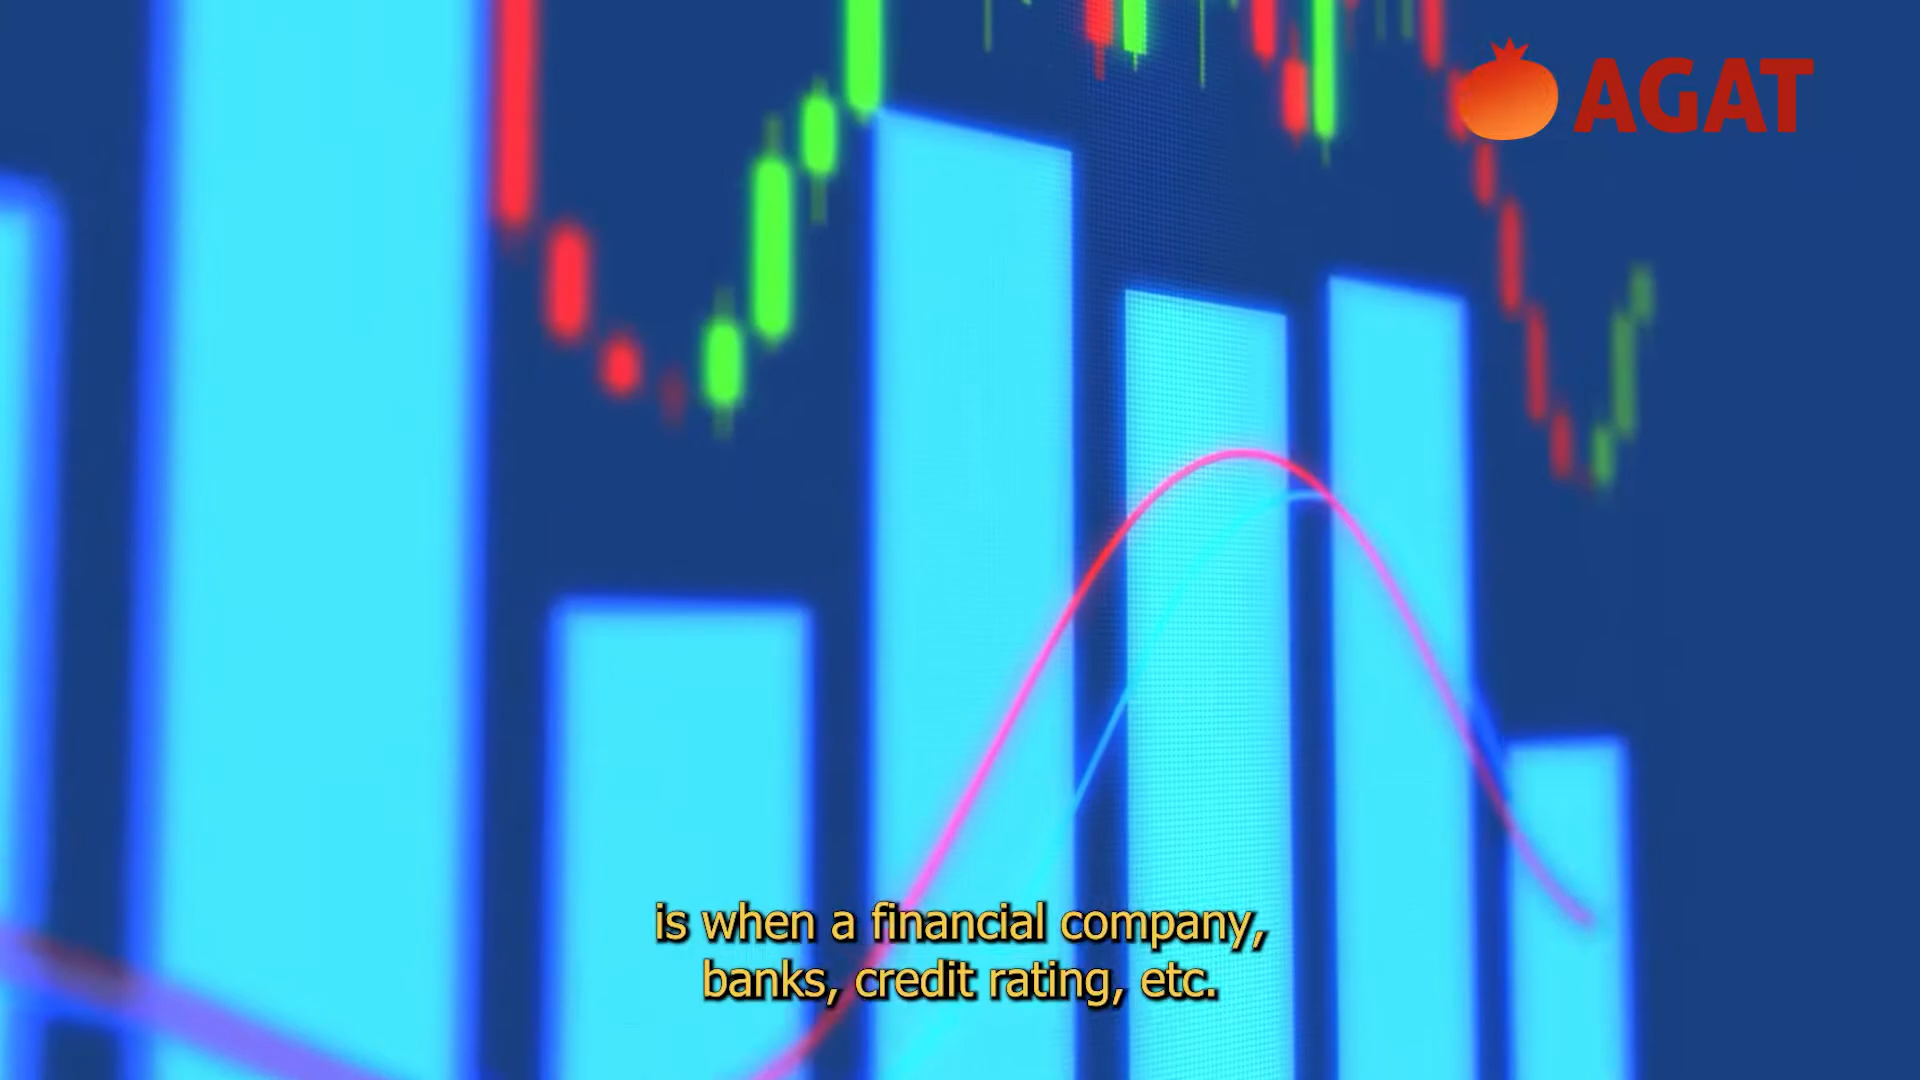 AGAT
is when a financial company,
banks, credit rating, etc.